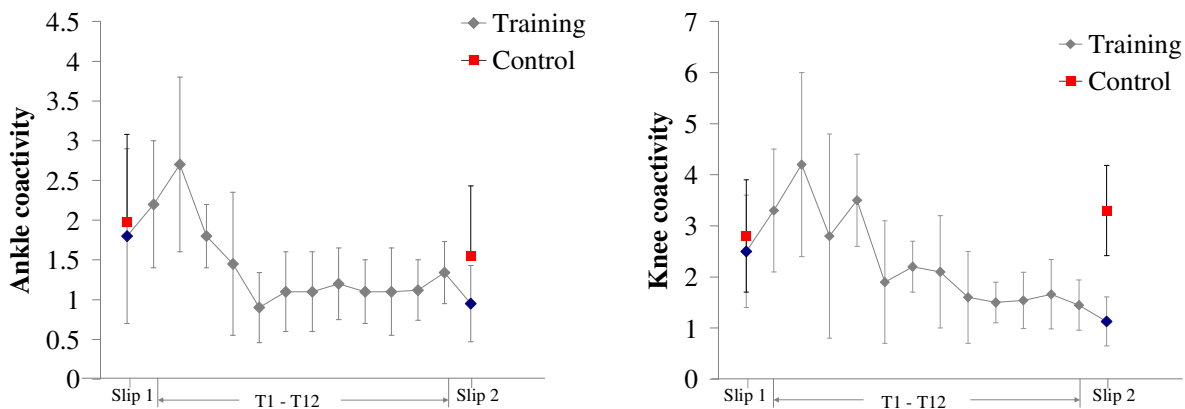 Ankle coactivity
4.5
4
3.5
3
2.5
2
1.5
1
0.5
0
Training
Control
Slip 1
T1 - T12
Slip 2
Knee coactivity
7
6
5
4
3
2
1
0
Training
Control
Slip 1
T1 - T12
Slip 2